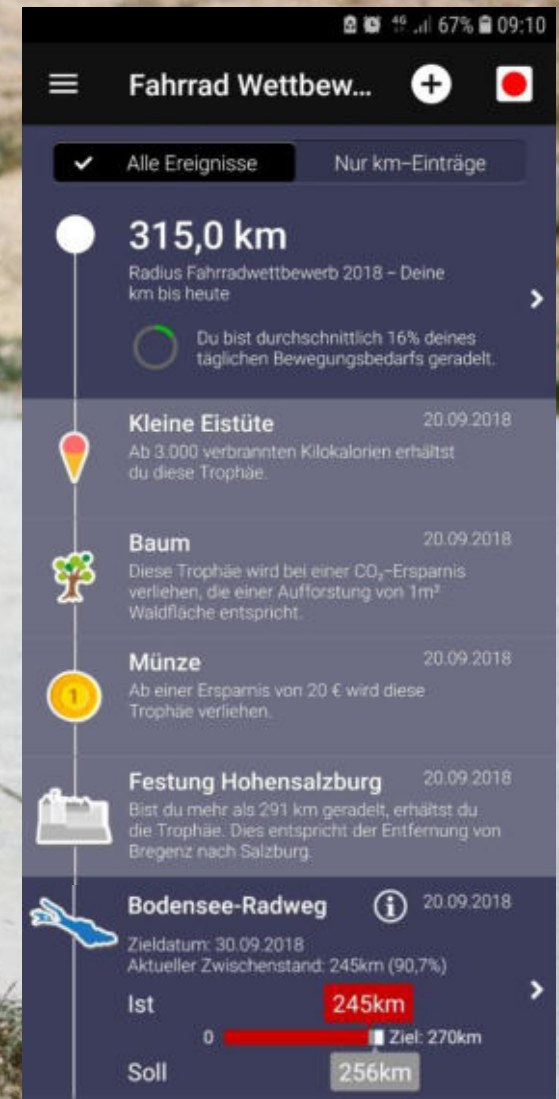 4G 67% 09:10
Fahrrad Wettbew...
Alle Ereignisse Nur km-Einträge
315,0 km
Radius Fahrradwettbewerb 2018 – Deine
km bis heute
Du bist durchschnittlich 16% deines
täglichen Bewegungsbedarfs geradelt.
Kleine Eistüte 20.09.2018
Ab 3.000 verbrannten Kilokalorien erhältst
du diese Trophäe.
Baum 20.09.2018
Diese Trophäe wird bei einer CO₂-Ersparnis
verliehen, die einer Aufforstung von 1m²
Waldfläche entspricht.
Münze 20.09.2018
1
Ab einer Ersparnis von 20 € wird diese
Trophäe verliehen.
Festung Hohensalzburg 20.09.2018
Bist du mehr als 291 km geradelt, erhältst du
die Trophäe. Dies entspricht der Entfernung von
Bregenz nach Salzburg.
Bodensee-Radweg i 20.09.2018
Zieldatum: 30.09.2018
Aktueller Zwischenstand: 245km (90,7%)
Ist 245km
0 Ziel: 270km
Soll 256km